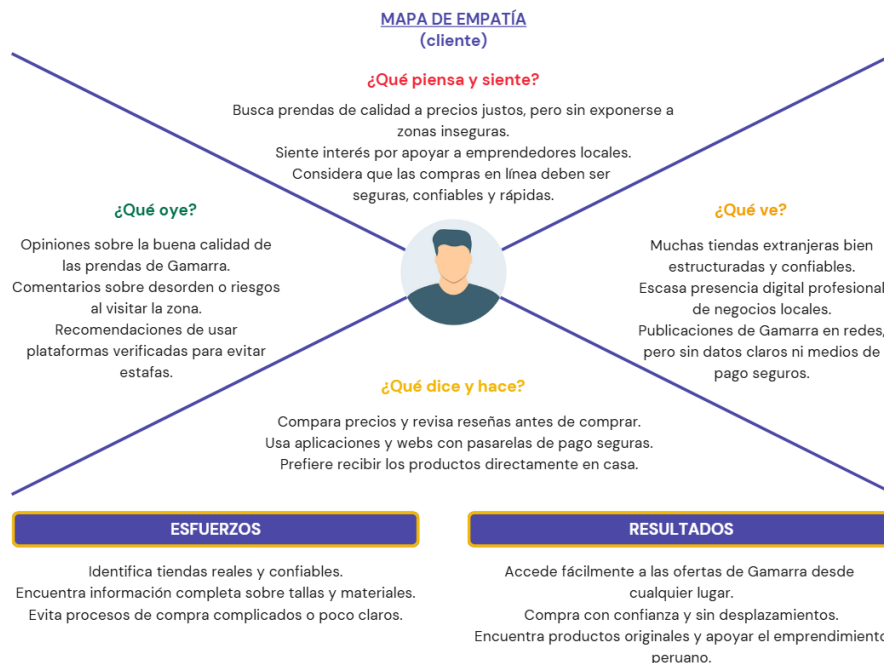 MAPA DE EMPATÍA
(cliente)
¿Qué piensa y siente?
Busca prendas de calidad a precios justos, pero sin exponerse a
zonas inseguras.
Siente interés por apoyar a emprendedores locales.
Considera que las compras en línea deben ser
seguras, confiables y rápidas.
¿Qué oye?
Opiniones sobre la buena calidad de
las prendas de Gamarra.
Comentarios sobre desorden o riesgos
al visitar la zona.
Recomendaciones de usar
plataformas verificadas para evitar
estafas.
¿Qué ve?
Muchas tiendas extranjeras bien
estructuradas y confiables.
Escasa presencia digital profesional
de negocios locales.
Publicaciones de Gamarra en redes,
pero sin datos claros ni medios de
pago seguros.
¿Qué dice y hace?
Compara precios y revisa reseñas antes de comprar.
Usa aplicaciones y webs con pasarelas de pago seguras.
Prefiere recibir los productos directamente en casa.
ESFUERZOS
Identifica tiendas reales y confiables.
Encuentra información completa sobre tallas y materiales.
Evita procesos de compra complicados o poco claros.
RESULTADOS
Accede fácilmente a las ofertas de Gamarra desde
cualquier lugar.
Compra con confianza y sin desplazamientos.
Encuentra productos originales y apoyar el emprendimiento
peruano.